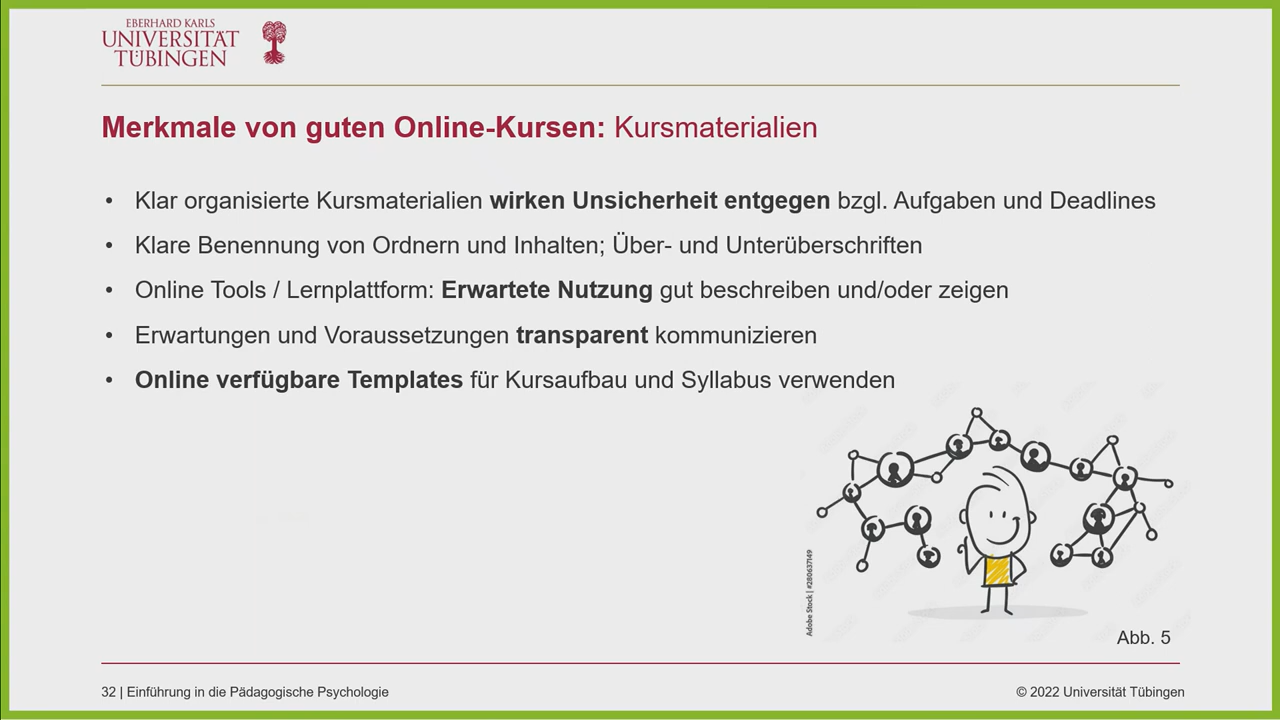 EBERHARD KARLS
UNIVERSITÄT
TÜBINGEN
Merkmale von guten Online-Kursen: Kursmaterialien
• Klar organisierte Kursmaterialien wirken Unsicherheit entgegen bzgl. Aufgaben und Deadlines
• Klare Benennung von Ordnern und Inhalten; Über- und Unterüberschriften
• Online Tools / Lernplattform: Erwartete Nutzung gut beschreiben und/oder zeigen
• Erwartungen und Voraussetzungen transparent kommunizieren
• Online verfügbare Templates für Kursaufbau und Syllabus verwenden
Adobe Stock | #280637149
Abb. 5
32 | Einführung in die Pädagogische Psychologie
© 2022 Universität Tübingen